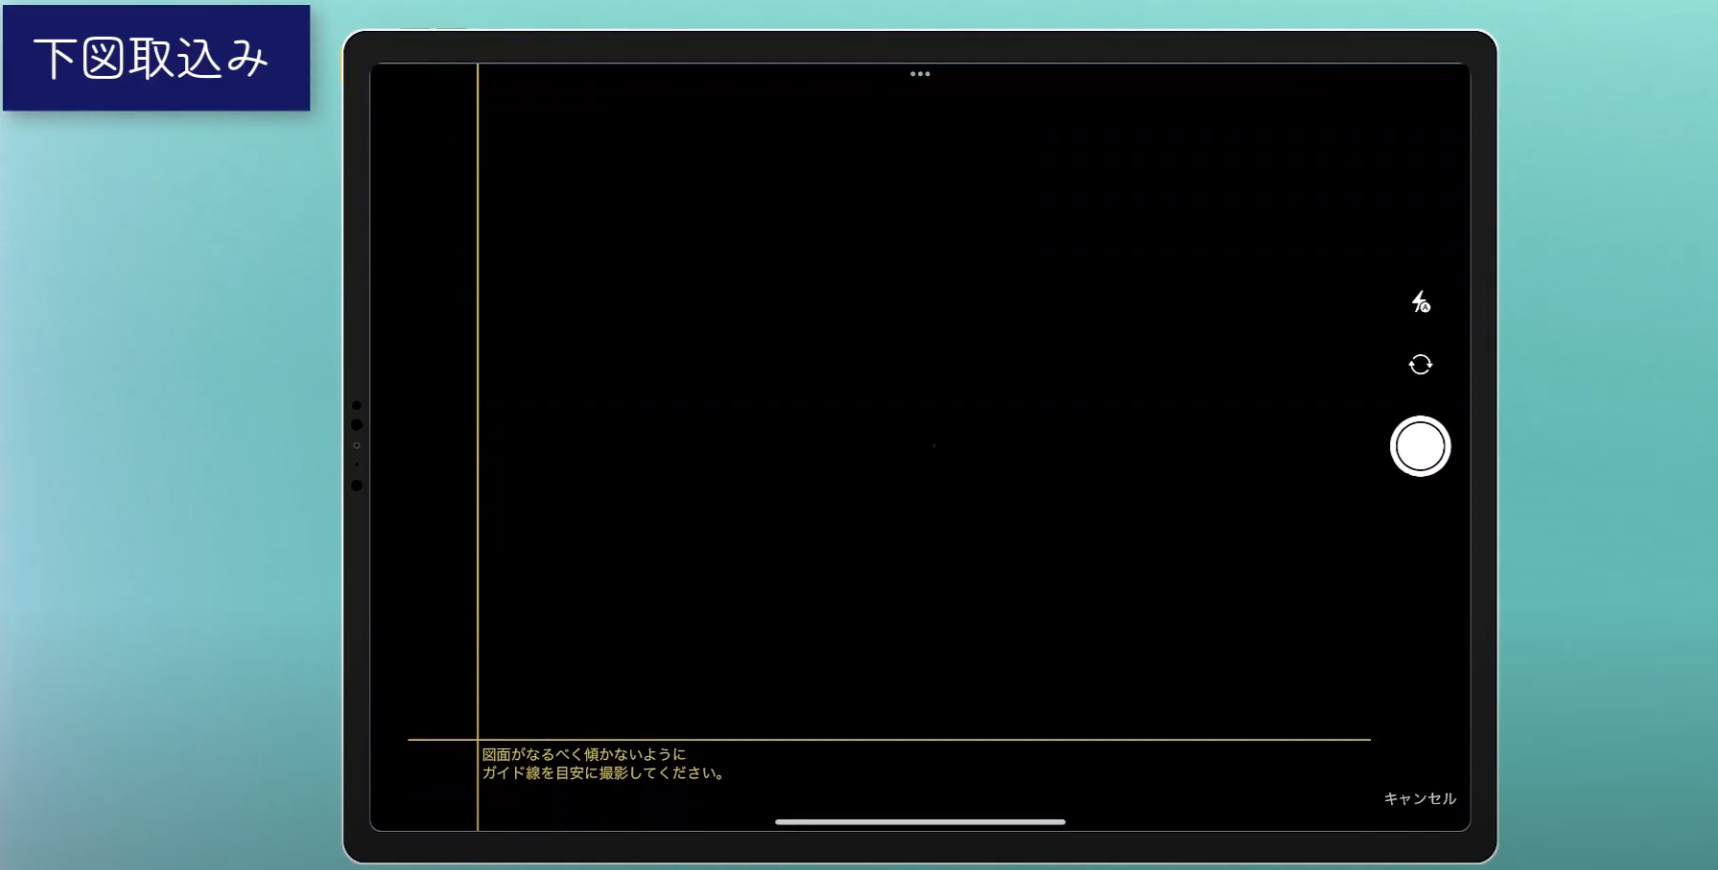 下図取込み
図面がなるべく傾かないように
ガイド線を目安に撮影してください。
キャンセル